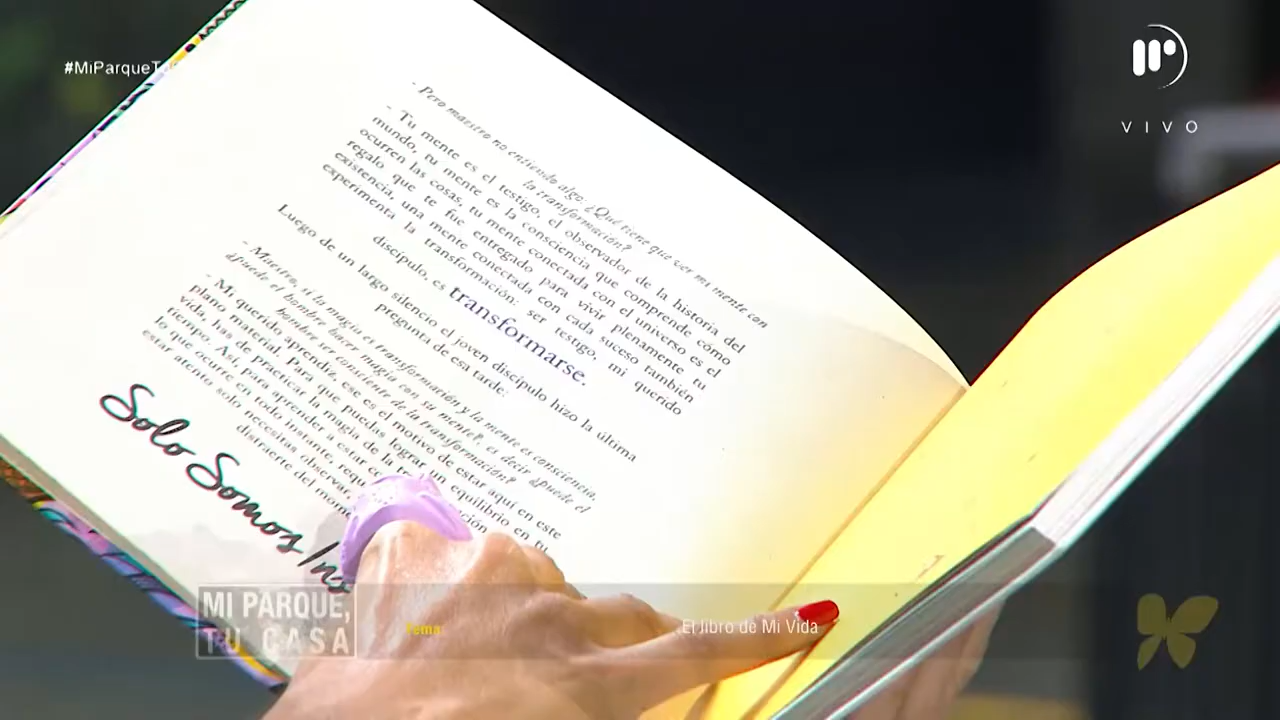 #MiParqueT
VIVO
- Pero maestro no entiendo algo: ¿Qué tiene que ver mi mente con
la transformación?
- Tu mente es el testigo, el observador de la historia del
mundo, tu mente es la consciencia que comprende cómo
ocurren las cosas, tu mente conectada con el universo es el
regalo que te fue entregado para vivir plenamente tu
existencia, una mente conectada con cada suceso también
experimenta la transformación: ser testigo, mi querido
discípulo, es transformarse.
Luego de un largo silencio el joven discípulo hizo la última
pregunta de esa tarde:
- Maestro, si la magia es transformación y la mente es consciencia,
¿puede el hombre hacer magia con su mente?, es decir ¿puede el
hombre ser consciente de la transformación?
- Mi querido aprendiz, ese es el motivo de estar aquí en este
plano material. Para que puedas lograr un equilibrio en tu
vida, has de practicar la magia de la
tiempo. Así, para aprender a estar
lo que ocurre en todo instante,
estar atento solo necesitas observar,
distraerte del
Solo Somos Ins
MI PARQUE,
TU CASA
Tema
El libro de Mi Vida